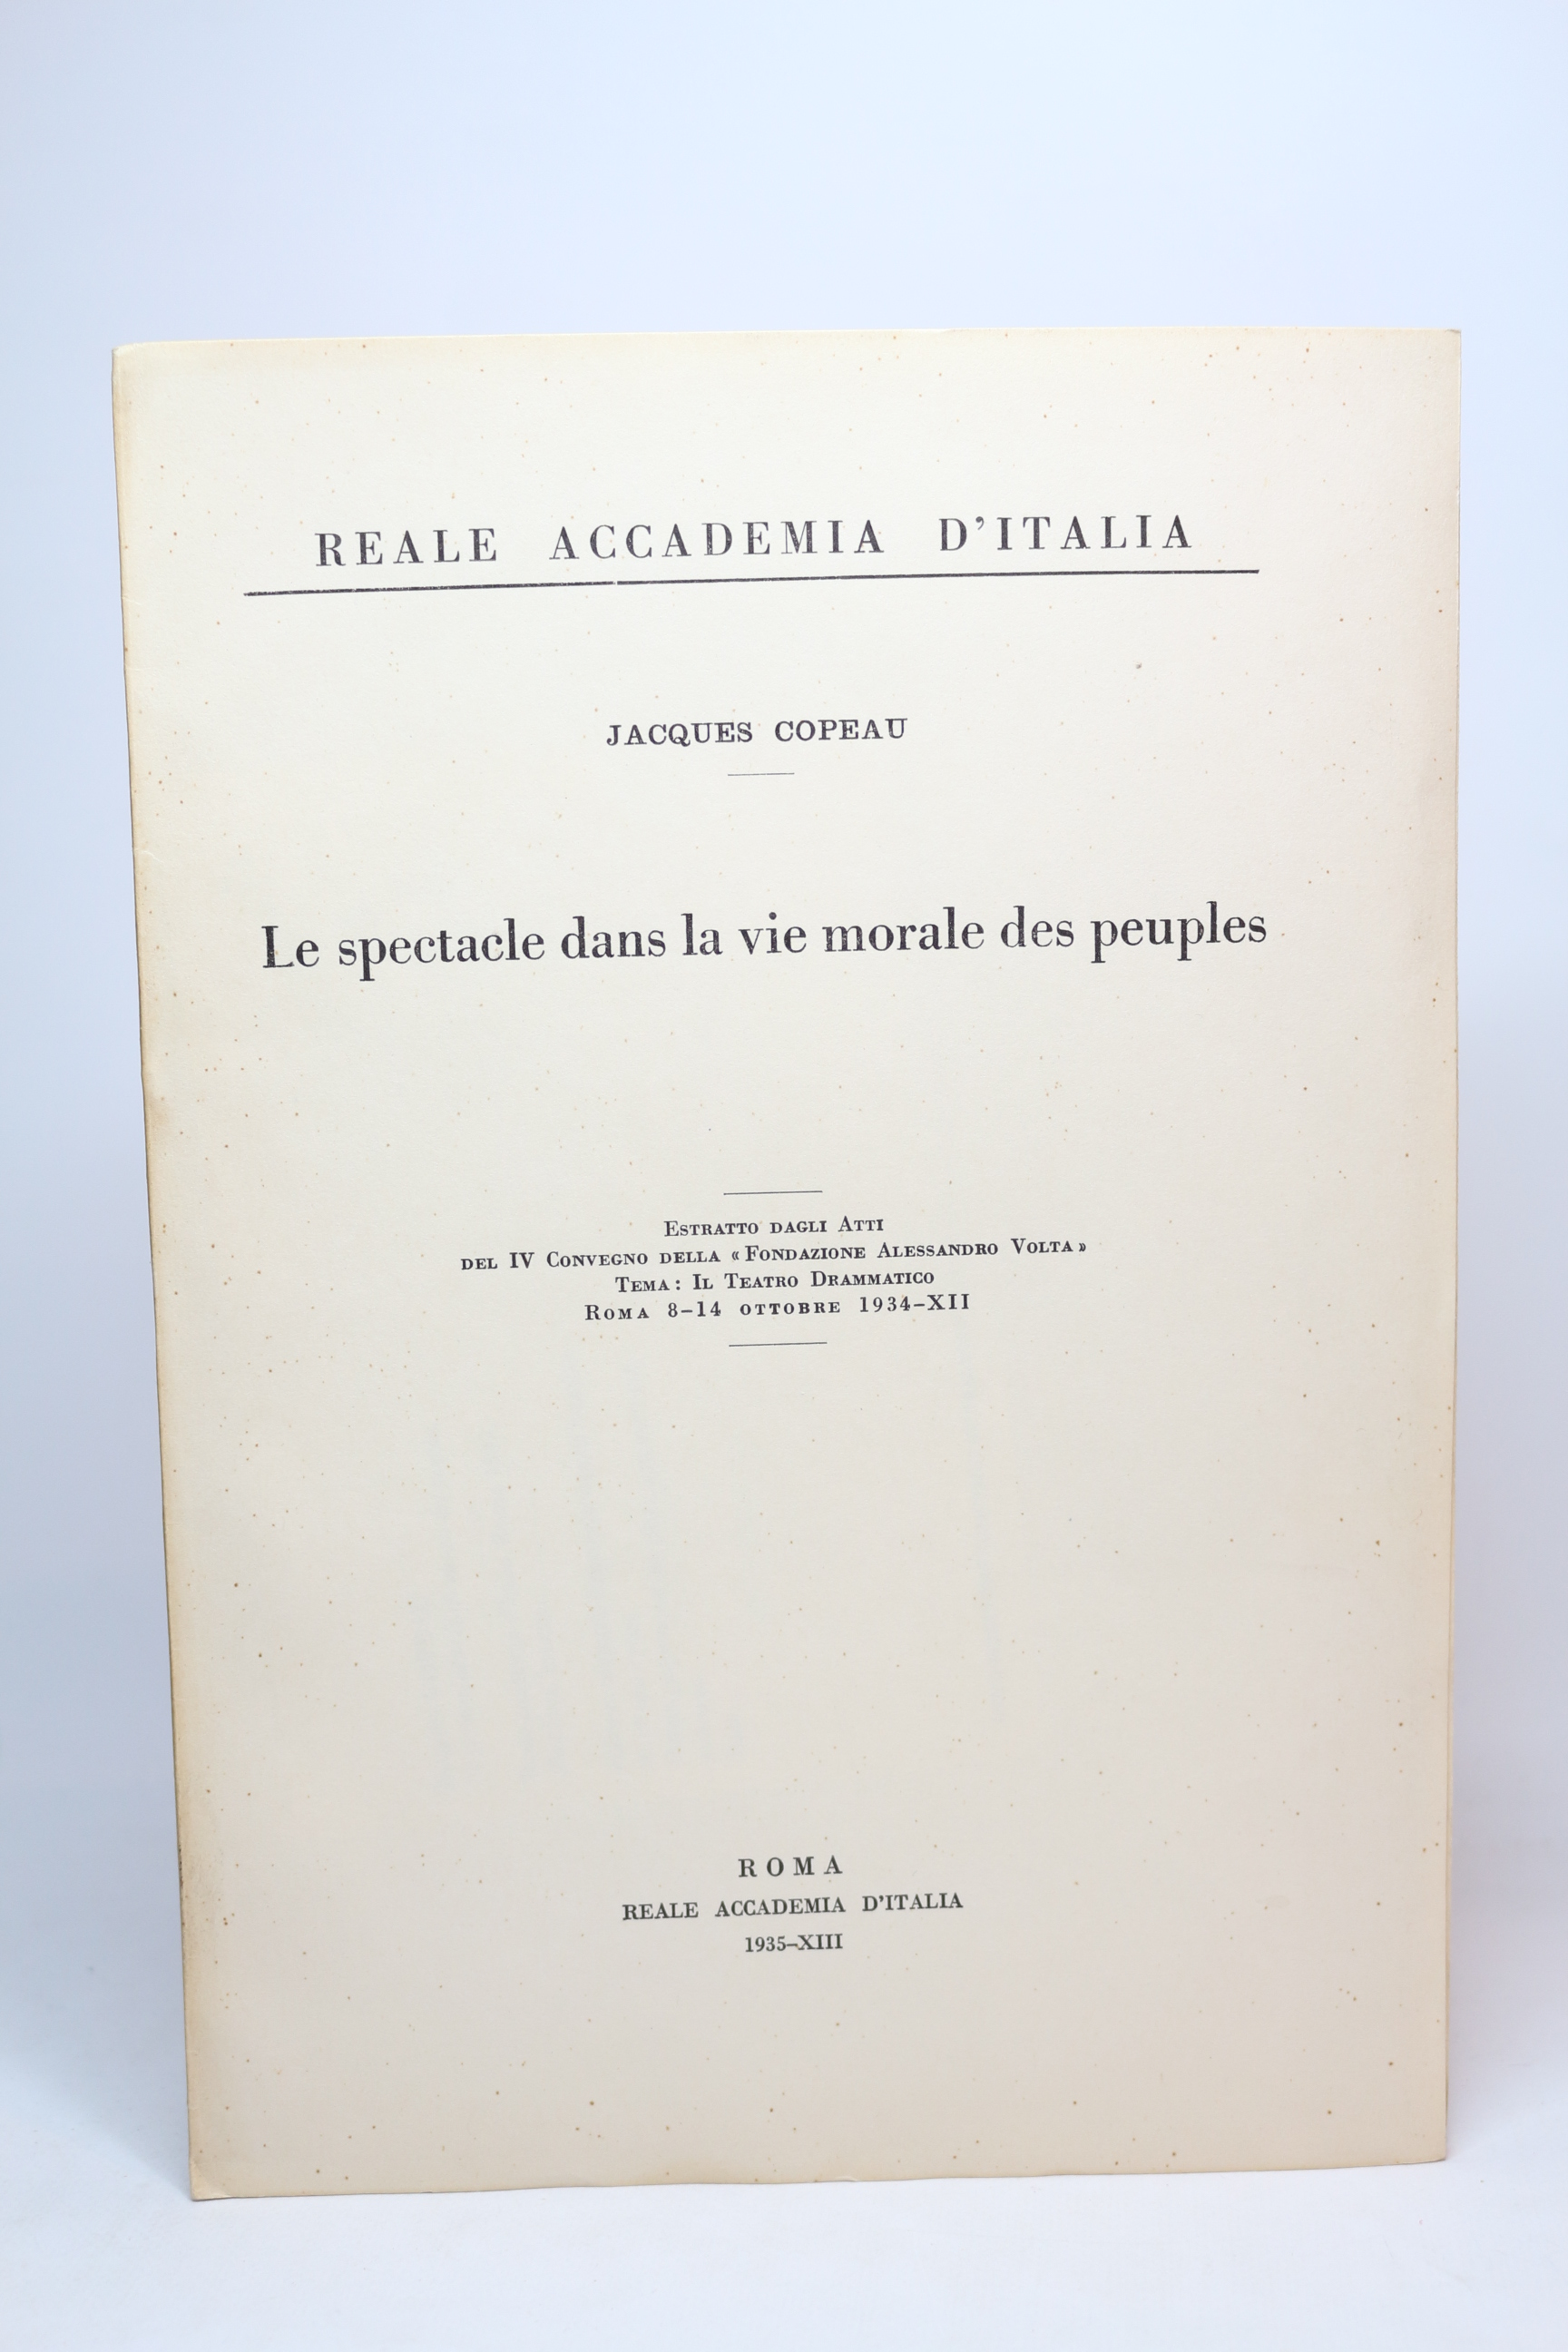 REALE ACCADEMIA D'ITALIA
JACQUES COPEAU
Le spectacle dans la vie morale des peuples
ESTRATTO DAGLI ATTI
DEL IV CONVEGNO DELLA « FONDAZIONE ALESSANDRO VOLTA »
TEMA: IL TEATRO DRAMMATICO
ROMA 8–14 OTTOBRE 1934–XII
ROMA
REALE ACCADEMIA D'ITALIA
1935–XIII